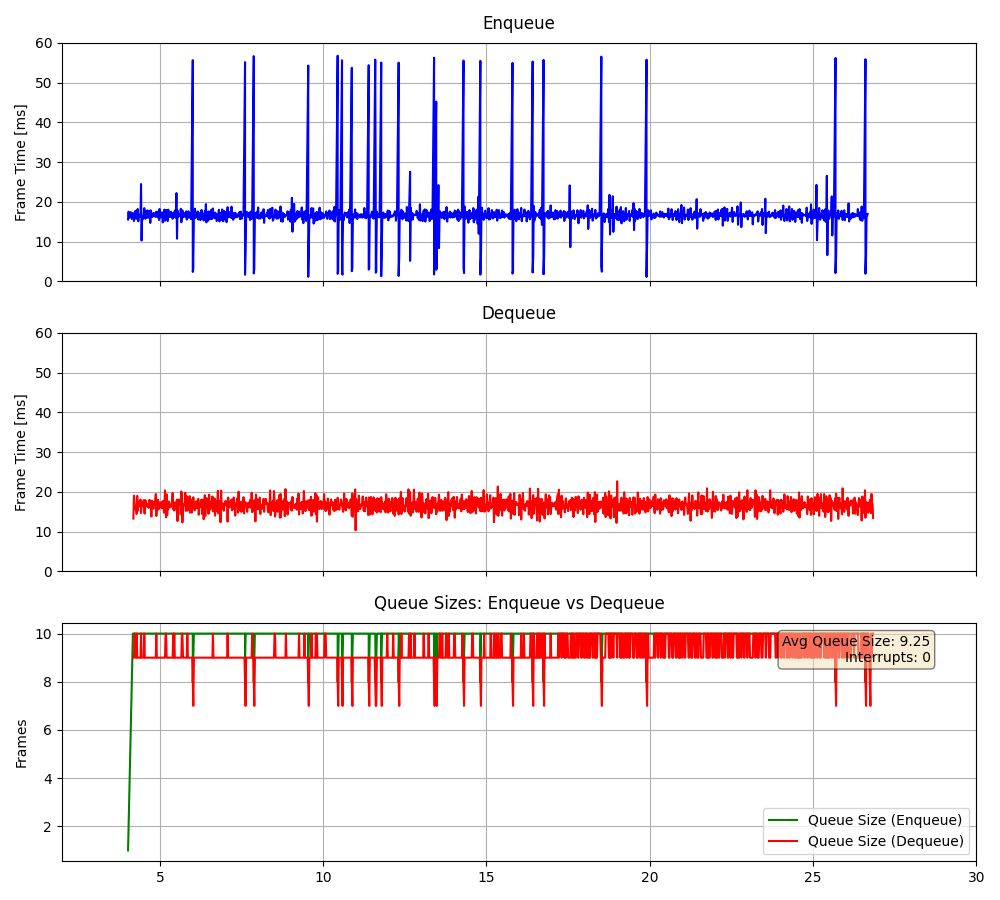 Enqueue
60
50
40
30
20
10
0
Frame Time [ms]
Dequeue
60
50
40
30
20
10
0
Frame Time [ms]
Queue Sizes: Enqueue vs Dequeue
10
8
6
4
2
Frames
Avg Queue Size: 9.25
Interrupts: 0
Queue Size (Enqueue)
Queue Size (Dequeue)
5 10 15 20 25 30